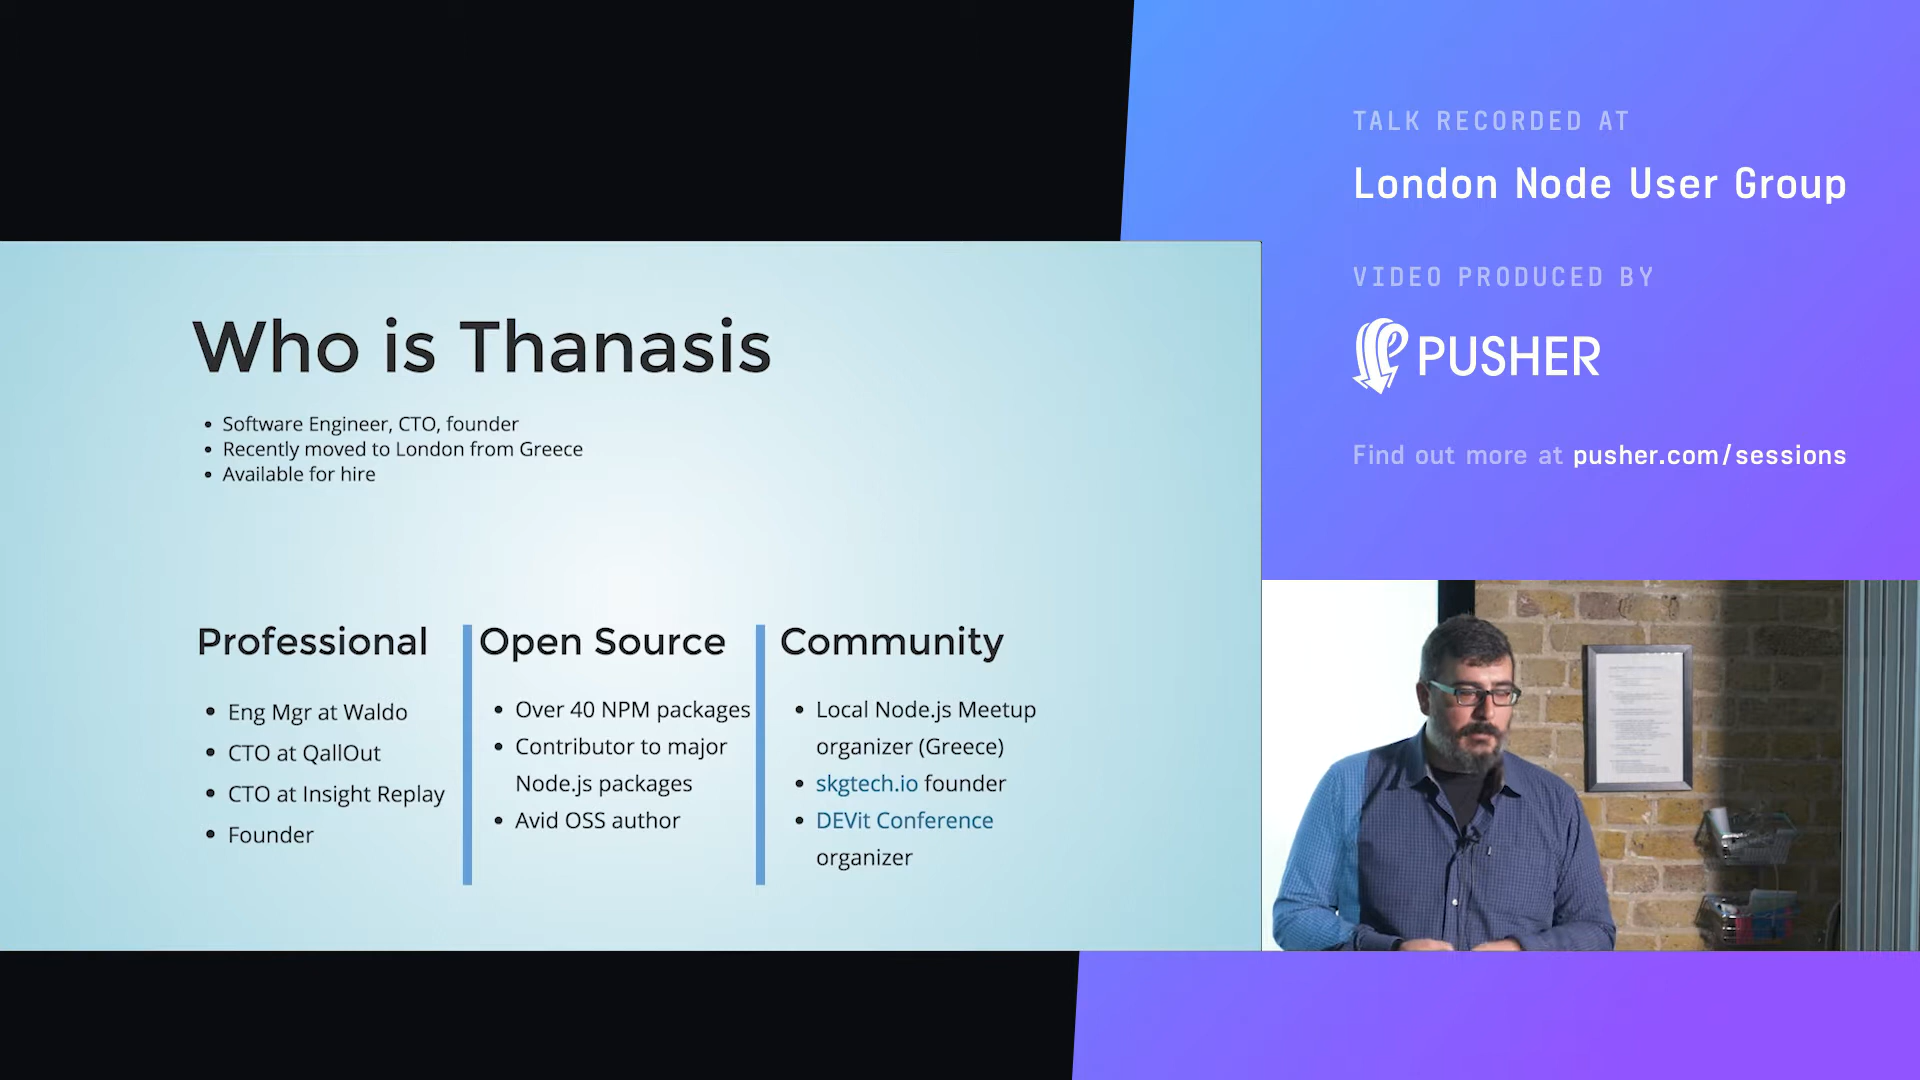 TALK RECORDED AT
London Node User Group
VIDEO PRODUCED BY
PUSHER
Find out more at pusher.com/sessions
Who is Thanasis
Software Engineer, CTO, founder
Recently moved to London from Greece
Available for hire
Professional
Eng Mgr at Waldo
CTO at QallOut
CTO at Insight Replay
Founder
Open Source
Over 40 NPM packages
Contributor to major
Node.js packages
Avid OSS author
Community
Local Node.js Meetup
organizer (Greece)
skgtech.io founder
DEVit Conference
organizer